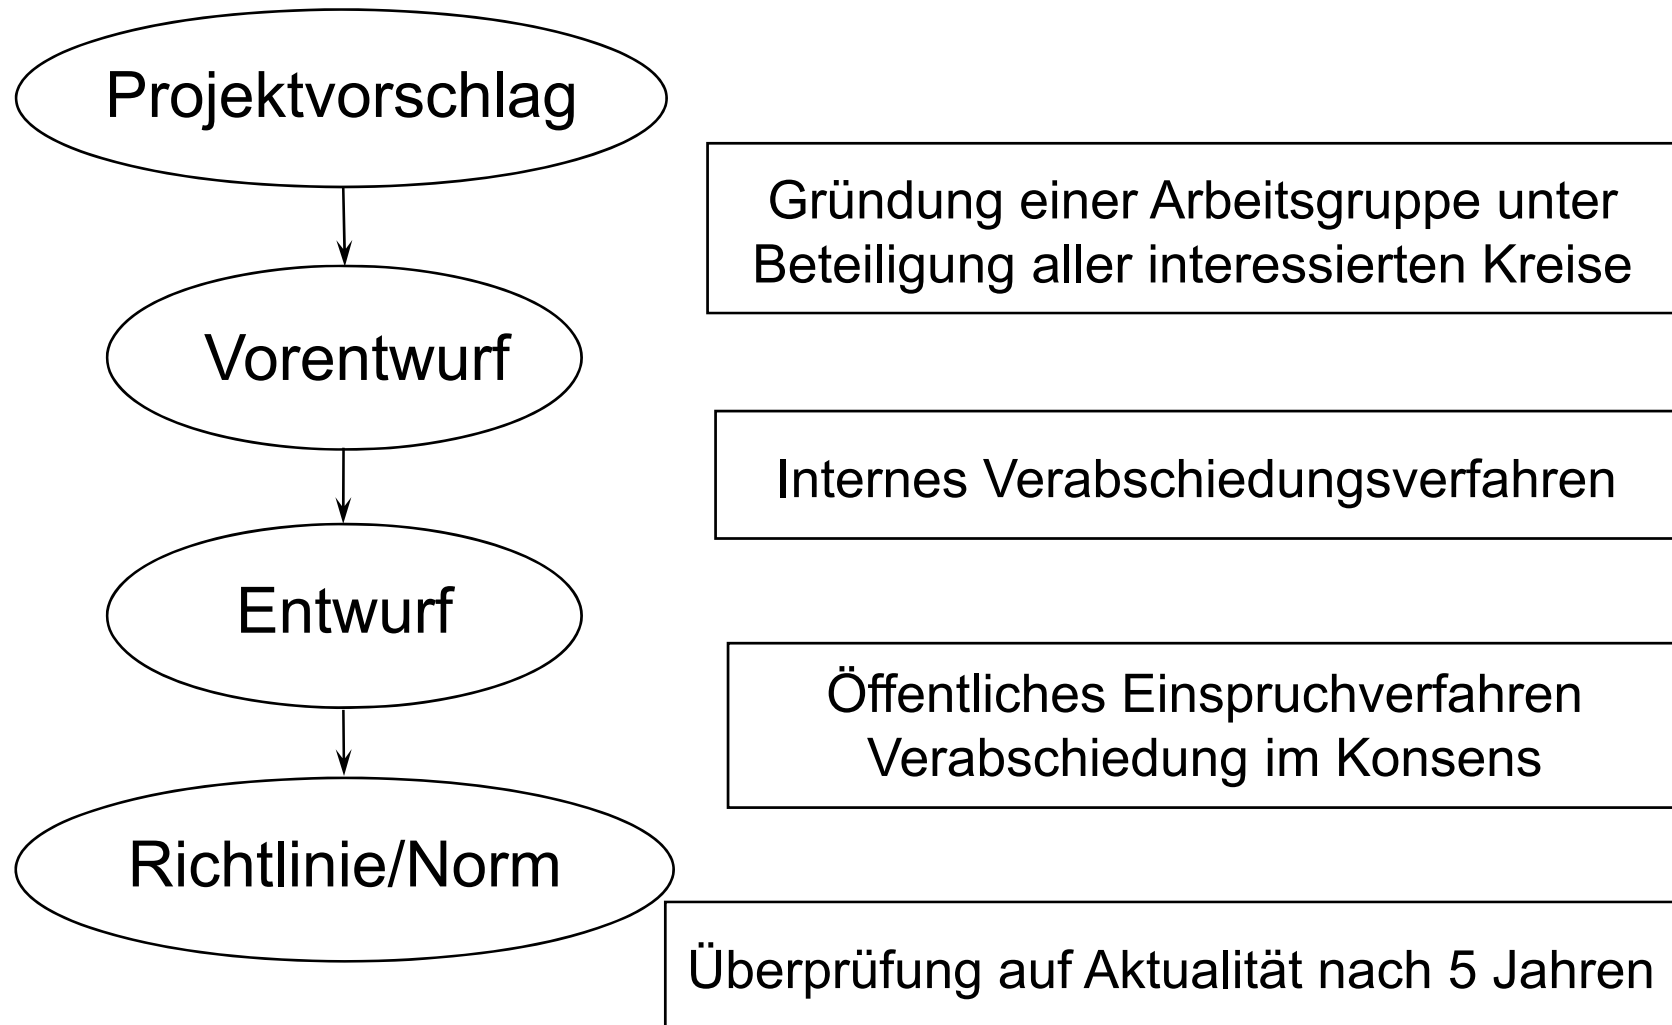 Projektvorschlag
Gründung einer Arbeitsgruppe unter
Beteiligung aller interessierten Kreise
Vorentwurf
Internes Verabschiedungsverfahren
Entwurf
Öffentliches Einspruchverfahren
Verabschiedung im Konsens
Richtlinie/Norm
Überprüfung auf Aktualität nach 5 Jahren